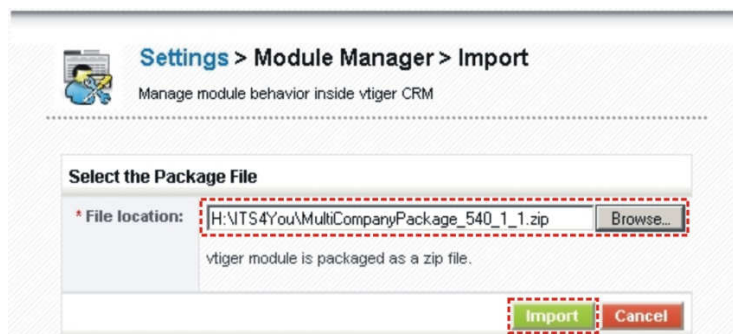 Settings > Module Manager > Import
Manage module behavior inside vtiger CRM
Select the Package File
* File location: H:\ITS4You\MultiCompanyPackage_540_1_1.zip Browse...
vtiger module is packaged as a zip file.
Import Cancel